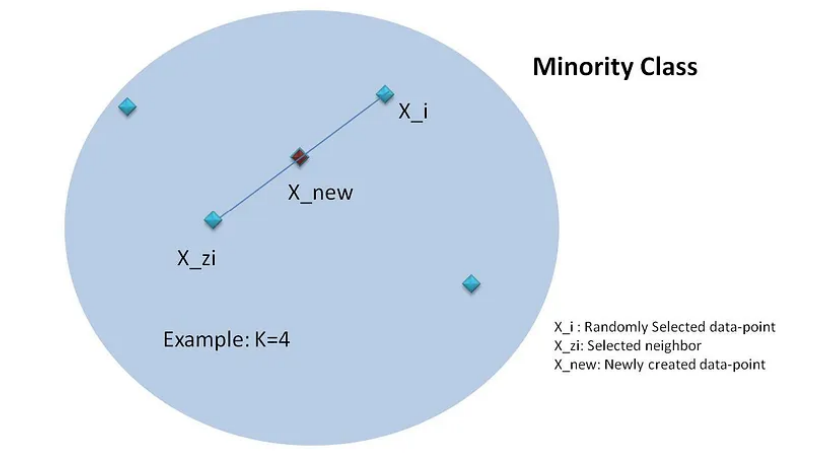 Minority Class
X_i
X_new
X_zi
Example: K=4
X_i : Randomly Selected data-point
X_zi: Selected neighbor
X_new: Newly created data-point